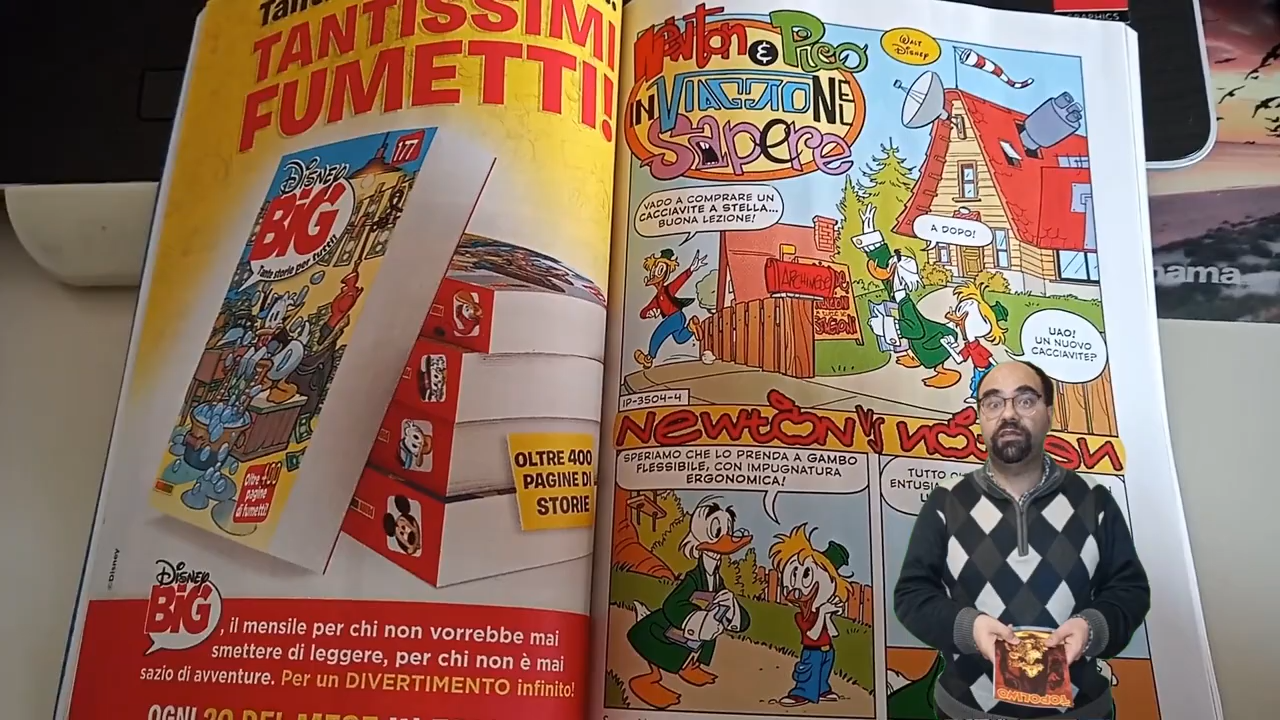 TANTISSIMI
FUMETTI!
DISNEY
BIG
177
Tante storie per tutti!
Oltre 400
pagine
di fumetti!
OLTRE 400
PAGINE DI
STORIE
©Disney
DISNEY
BIG
, il mensile per chi non vorrebbe mai
smettere di leggere, per chi non è mai
sazio di avventure. Per un DIVERTIMENTO infinito!
Newton & Pico
IN VIAGGIO NEL
Sapere
WALT
DISNEY
VADO A COMPRARE UN
CACCIAVITE A STELLA...
BUONA LEZIONE!
A DOPO!
UAO!
UN NUOVO
CACCIAVITE?
IP-3504-4
NEWTON VS
SPERIAMO CHE LO PRENDA A GAMBO
FLESSIBILE, CON IMPUGNATURA
ERGONOMICA!
TUTTO
TOPOLINO